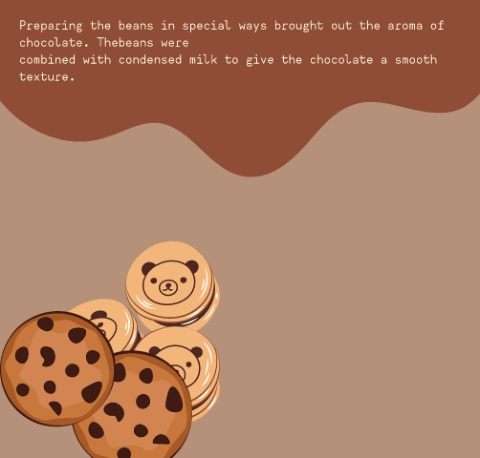 Preparing the beans in special ways brought out the aroma of
chocolate. Thebeans were
combined with condensed milk to give the chocolate a smooth
texture.